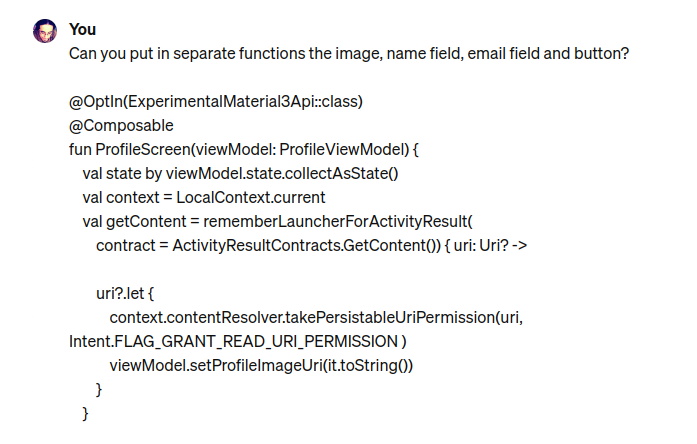 You
Can you put in separate functions the image, name field, email field and button?
@OptIn(ExperimentalMaterial3Api::class)
@Composable
fun ProfileScreen(viewModel: ProfileViewModel) {
val state by viewModel.state.collectAsState()
val context = LocalContext.current
val getContent = rememberLauncherForActivityResult(
contract = ActivityResultContracts.GetContent()) { uri: Uri? ->
uri?.let {
context.contentResolver.takePersistableUriPermission(uri,
Intent.FLAG_GRANT_READ_URI_PERMISSION )
viewModel.setProfileImageUri(it.toString())
}
}